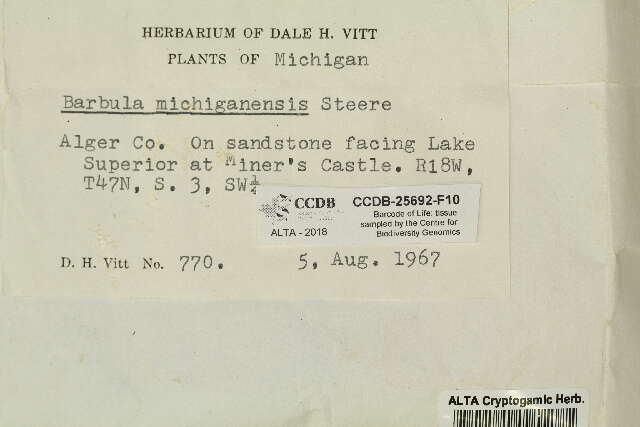 HERBARIUM OF DALE H. VITT
PLANTS OF Michigan
Barbula michiganensis Steere
Alger Co. On sandstone facing Lake
Superior at Miner's Castle. R18W,
T47N, S. 3, SW¼
CCDB
ALTA - 2018
CCDB-25692-F10
Barcode of Life: tissue
sampled by the Centre for
Biodiversity Genomics
D. H. Vitt No. 770. 5, Aug. 1967
ALTA Cryptogamic Herb.